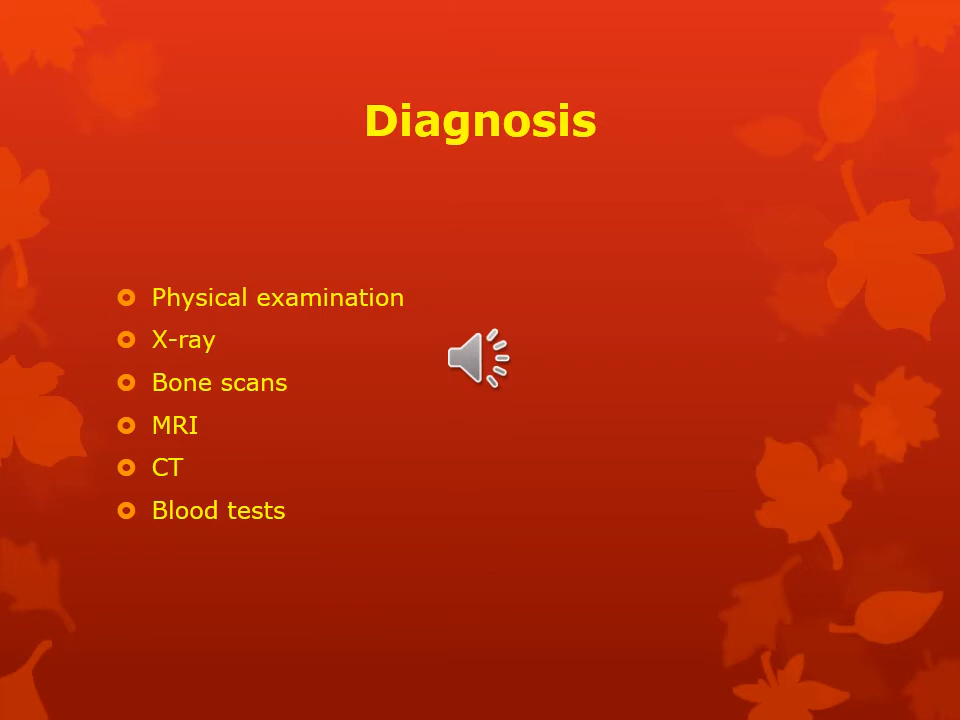 Diagnosis
Physical examination
X-ray
Bone scans
MRI
CT
Blood tests